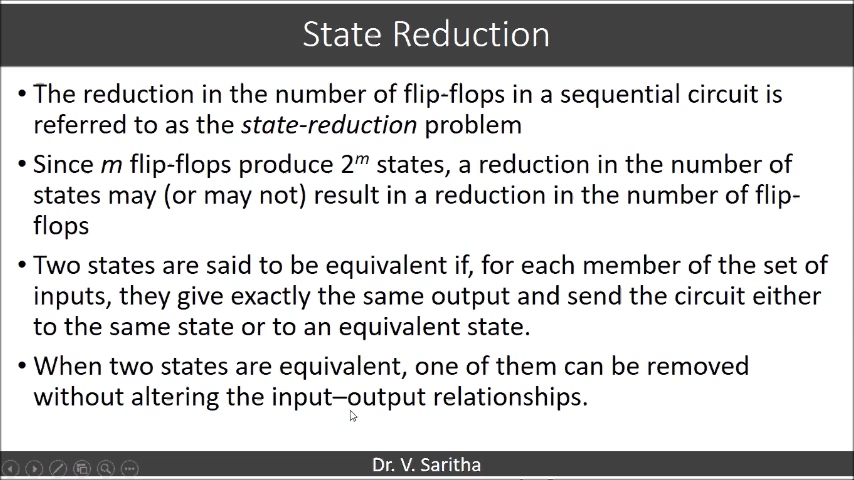 State Reduction
• The reduction in the number of flip-flops in a sequential circuit is
referred to as the state-reduction problem
• Since m flip-flops produce 2ᵐ states, a reduction in the number of
states may (or may not) result in a reduction in the number of flip-
flops
• Two states are said to be equivalent if, for each member of the set of
inputs, they give exactly the same output and send the circuit either
to the same state or to an equivalent state.
• When two states are equivalent, one of them can be removed
without altering the input–output relationships.
Dr. V. Saritha